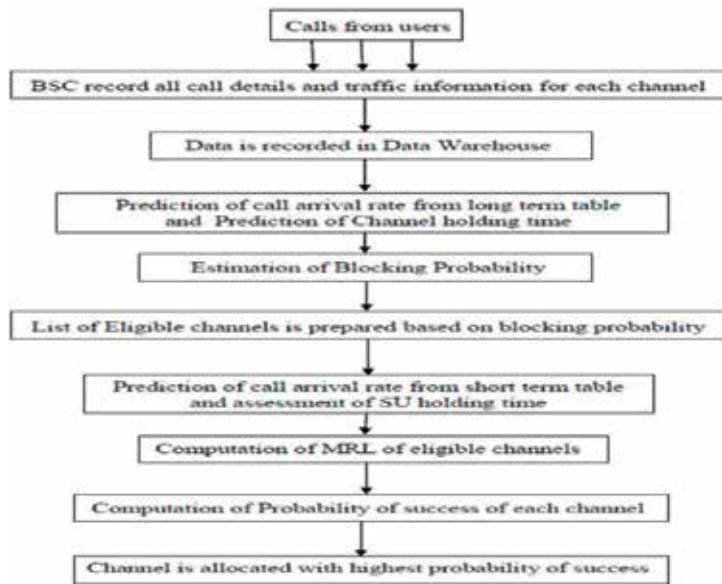 Calls from users
BSC record all call details and traffic information for each channel
Data is recorded in Data Warehouse
Prediction of call arrival rate from long term table
and Prediction of Channel holding time
Estimation of Blocking Probability
List of Eligible channels is prepared based on blocking probability
Prediction of call arrival rate from short term table
and assessment of SU holding time
Computation of MRL of eligible channels
Computation of Probability of success of each channel
Channel is allocated with highest probability of success